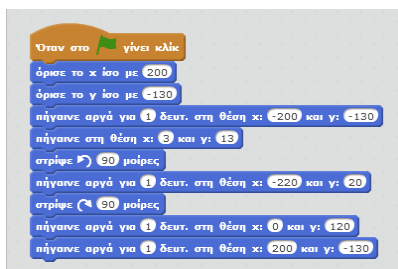 Όταν στο γίνει κλίκ
όρισε το x ίσο με 200
όρισε το y ίσο με -130
πήγαινε αργά για 1 δευτ. στη θέση x: -200 και y: -130
πήγαινε στη θέση x: 3 και y: 13
στρίψε 90 μοίρες
πήγαινε αργά για 1 δευτ. στη θέση x: -220 και y: 20
στρίψε 90 μοίρες
πήγαινε αργά για 1 δευτ. στη θέση x: 0 και y: 120
πήγαινε αργά για 1 δευτ. στη θέση x: 200 και y: -130